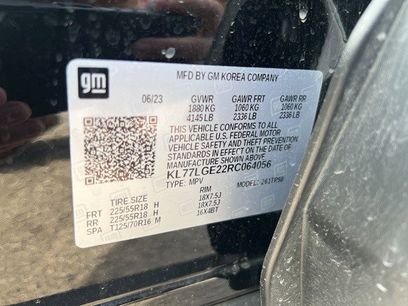 gm
MFD BY GM KOREA COMPANY
06/23 GVWR GAWR FRT GAWR RR
1880 KG 1060 KG 1060 KG
4145 LB 2336 LB 2336 LB
THIS VEHICLE CONFORMS TO ALL
APPLICABLE U.S. FEDERAL MOTOR
VEHICLE SAFETY STANDARDS IN
EFFECT ON THE DATE OF
MANUFACTURE SHOWN ABOVE.
KL77LGE22RC064056
TYPE: MPV MODEL:
TIRE SIZE RIM
FRT 225/55R18 H 18X7.5J
RR 225/55R18 H 18X7.5J
SPA T125/70R16 M 16X4BT